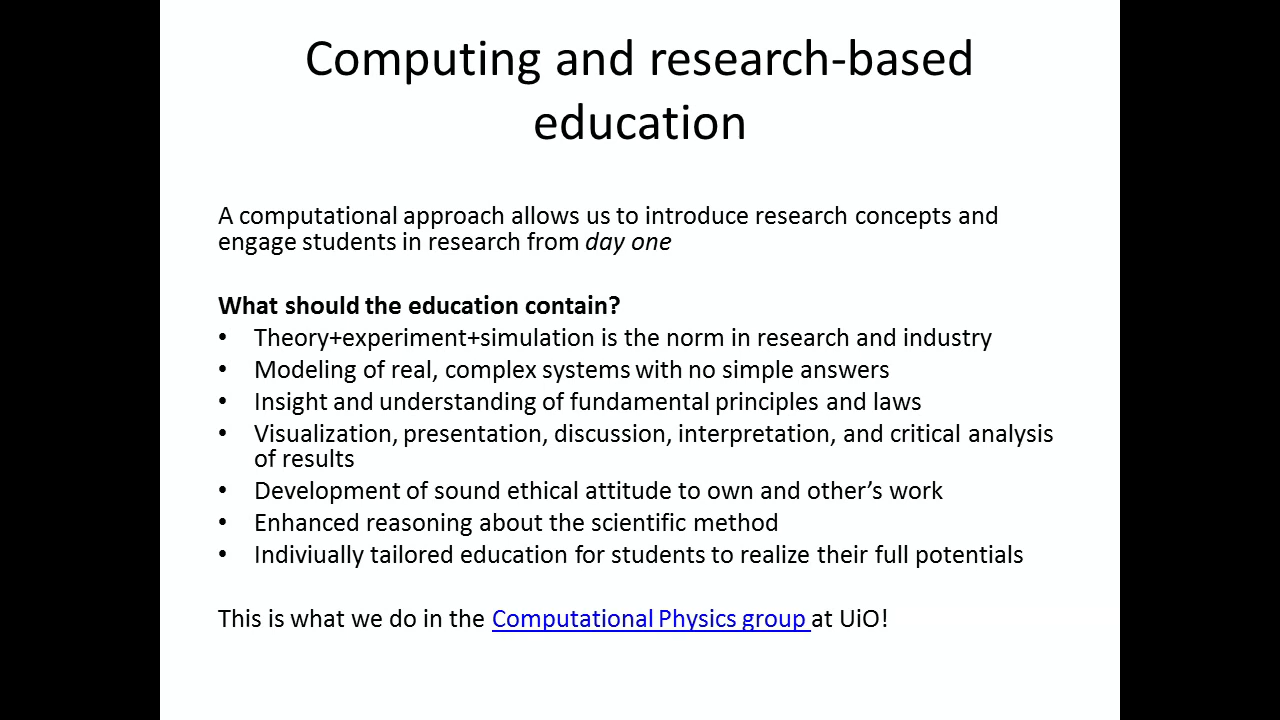 Computing and research-based
education
A computational approach allows us to introduce research concepts and
engage students in research from day one
What should the education contain?
• Theory+experiment+simulation is the norm in research and industry
• Modeling of real, complex systems with no simple answers
• Insight and understanding of fundamental principles and laws
• Visualization, presentation, discussion, interpretation, and critical analysis
of results
• Development of sound ethical attitude to own and other’s work
• Enhanced reasoning about the scientific method
• Indiviually tailored education for students to realize their full potentials
This is what we do in the Computational Physics group at UiO!